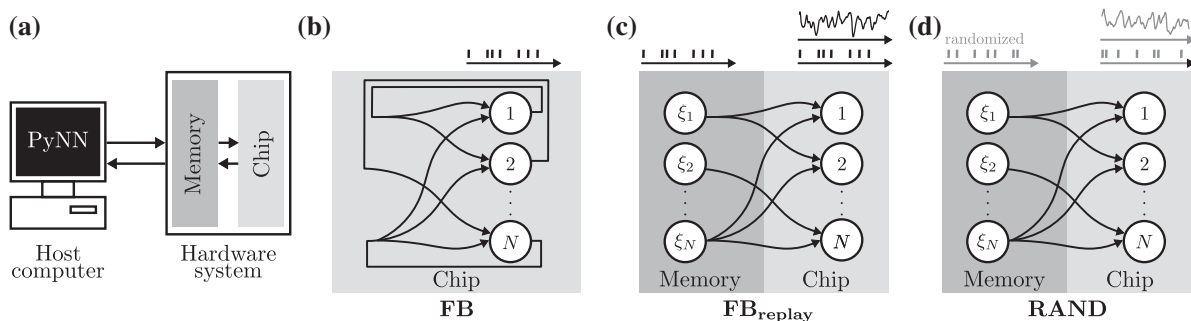 (a)
PyNN
Memory
Chip
Host
computer
Hardware
system
(b)
1
2
N
Chip
FB
(c)
ξ1
ξ2
ξN
1
2
N
Memory
Chip
FBreplay
(d)
randomized
ξ1
ξ2
ξN
1
2
N
Memory
Chip
RAND